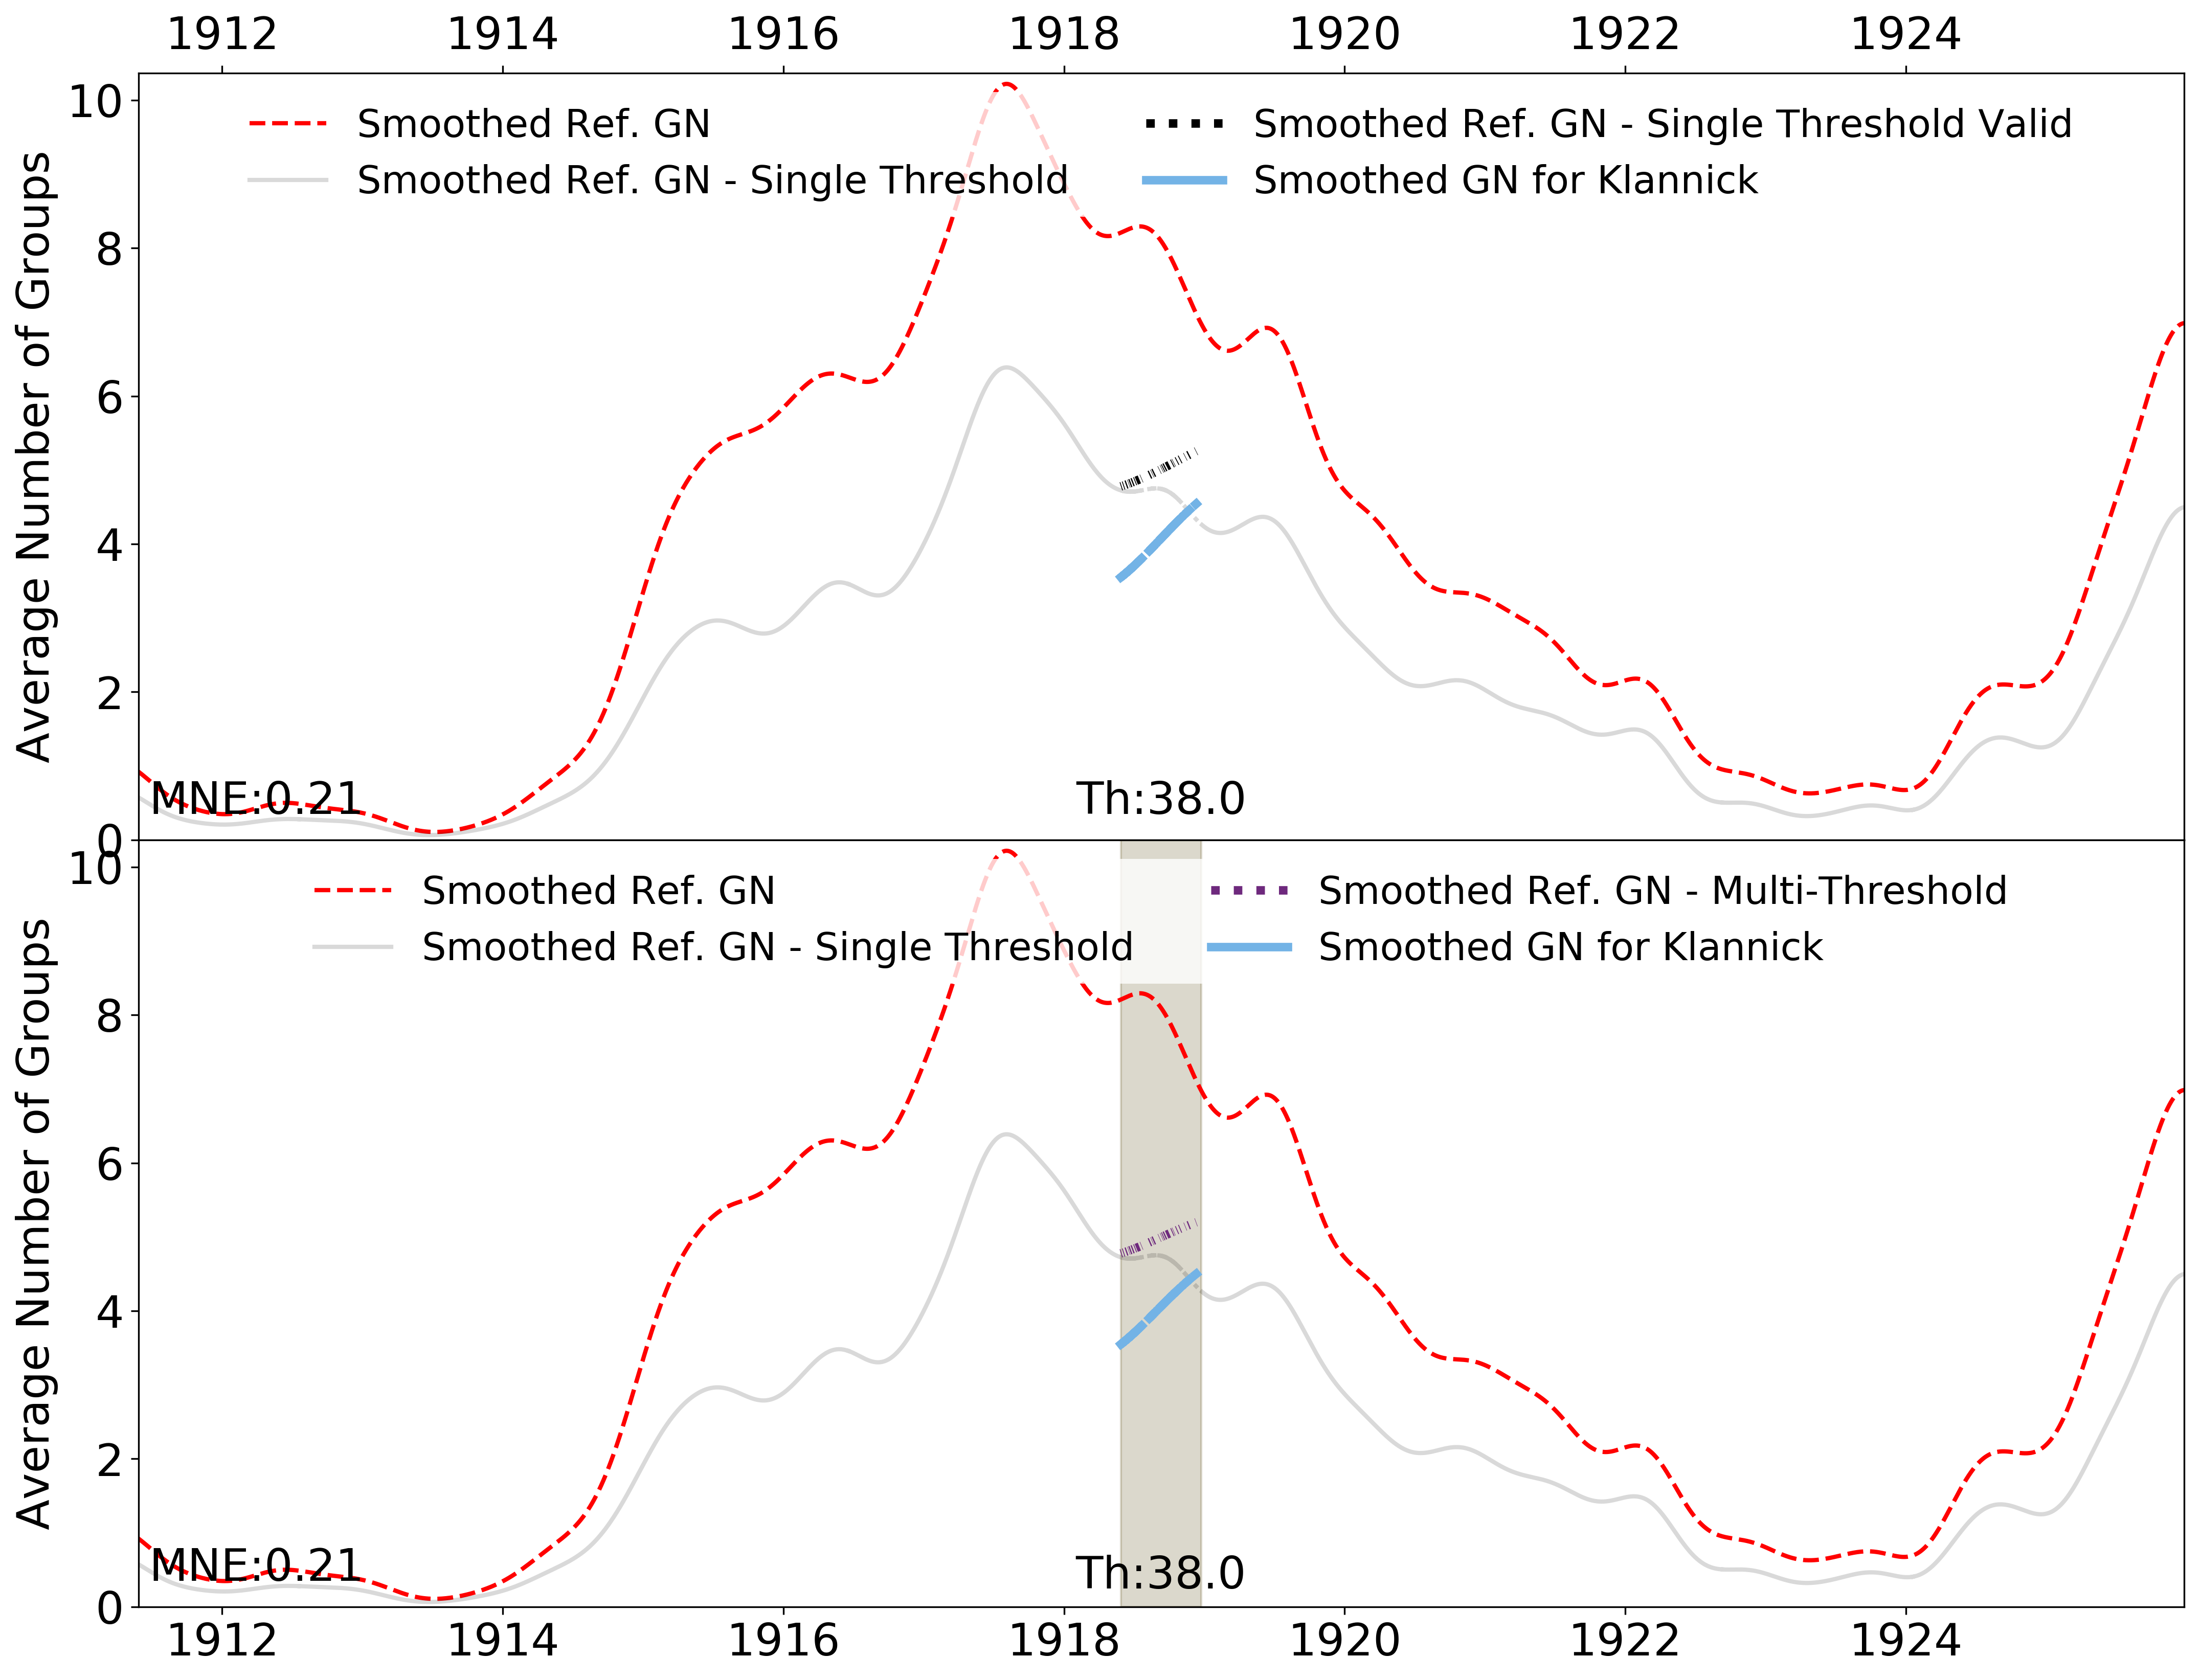 1912 1914 1916 1918 1920 1922 1924
Average Number of Groups
10
8
6
4
2
0
Smoothed Ref. GN
Smoothed Ref. GN - Single Threshold
Smoothed Ref. GN - Single Threshold Valid
Smoothed GN for Klannick
MNE:0.21
Th:38.0
Average Number of Groups
10
8
6
4
2
0
Smoothed Ref. GN
Smoothed Ref. GN - Single Threshold
Smoothed Ref. GN - Multi-Threshold
Smoothed GN for Klannick
MNE:0.21
Th:38.0
1912 1914 1916 1918 1920 1922 1924